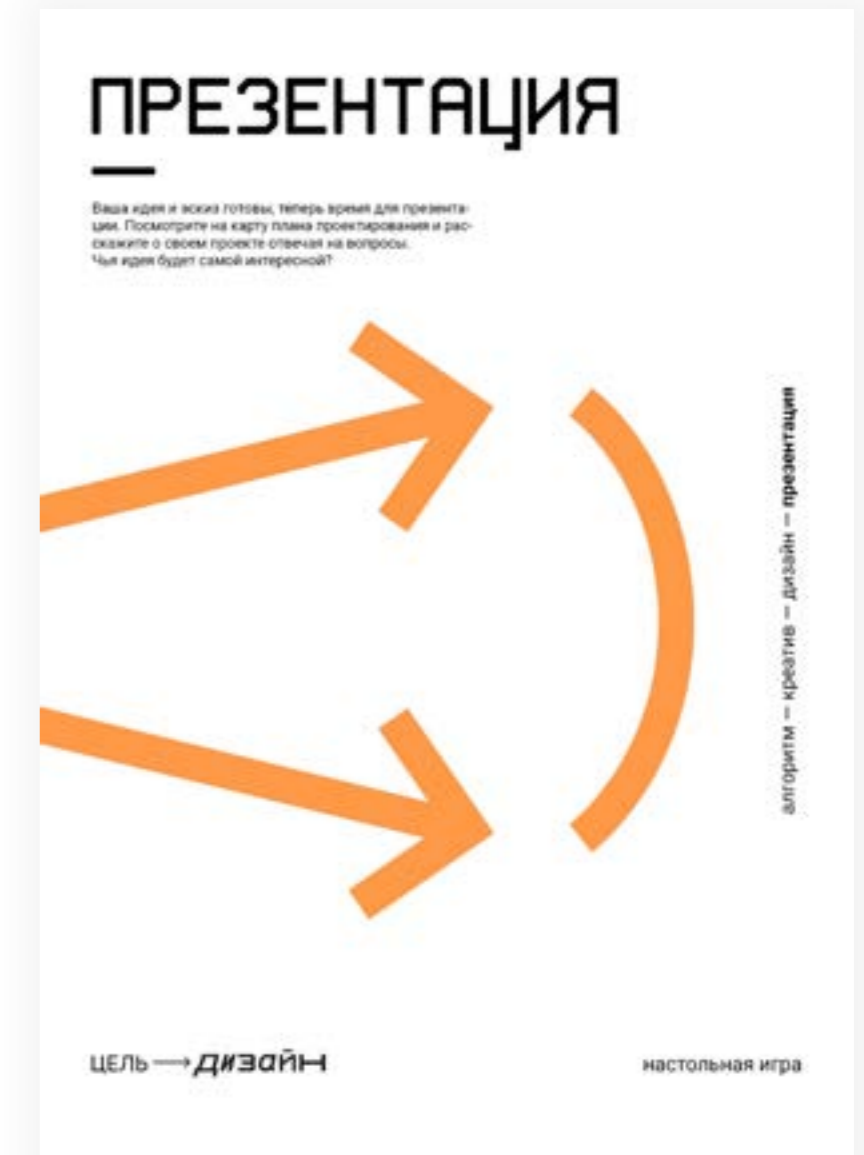 ПРЕЗЕНТАЦИЯ
Ваша идея и эскиз готовы, теперь время для презента-
ции. Посмотрите на карту плана проектирования и рас-
скажите о своем проекте отвечая на вопросы.
Чья идея будет самой интересной?
алгоритм — креатив — дизайн — презентация
ЦЕЛЬ → дизайн
настольная игра